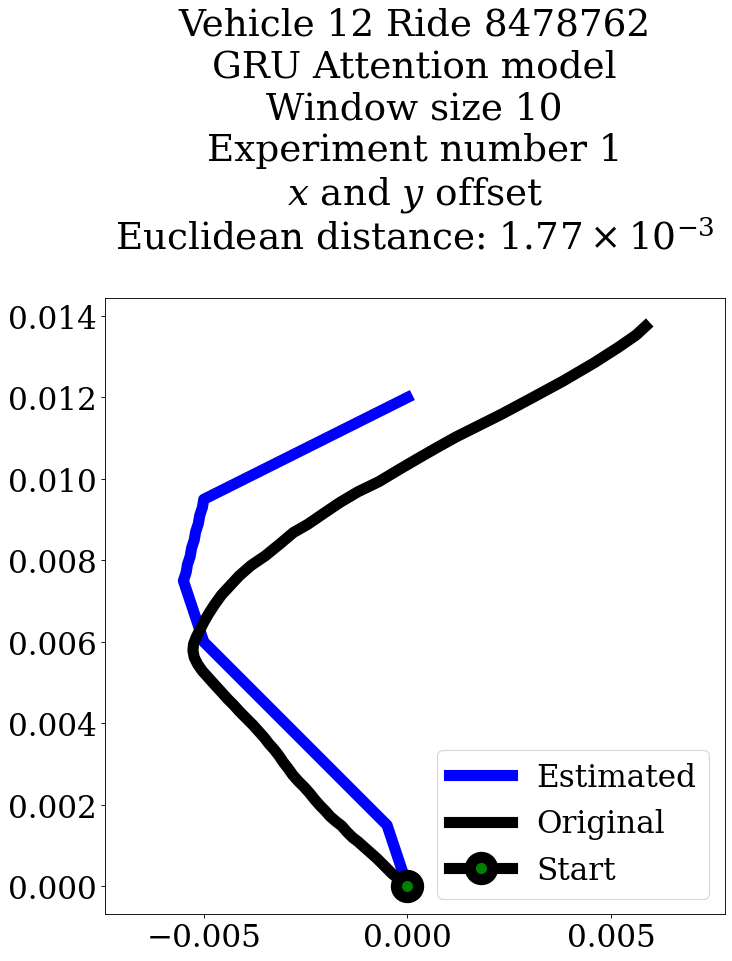 Vehicle 12 Ride 8478762
GRU Attention model
Window size 10
Experiment number 1
x and y offset
Euclidean distance: 1.77 × 10⁻³
0.014
0.012
0.010
0.008
0.006
0.004
0.002
0.000
Estimated
Original
Start
−0.005 0.000 0.005